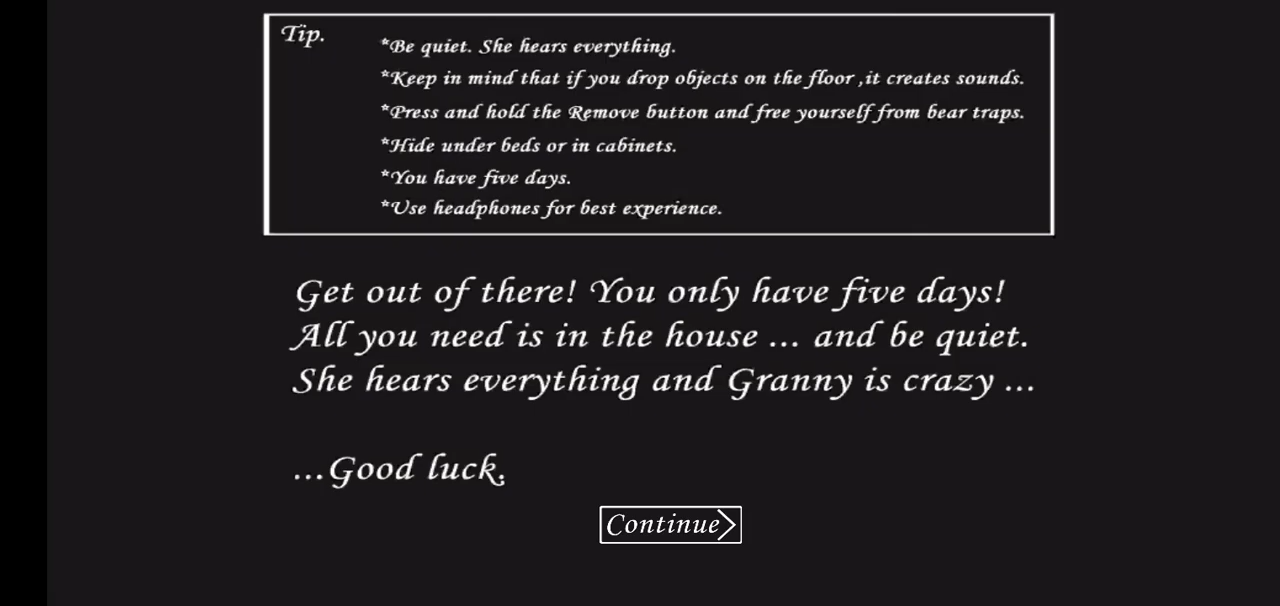 Tip.
*Be quiet. She hears everything.
*Keep in mind that if you drop objects on the floor ,it creates sounds.
*Press and hold the Remove button and free yourself from bear traps.
*Hide under beds or in cabinets.
*You have five days.
*Use headphones for best experience.
Get out of there! You only have five days!
All you need is in the house ... and be quiet.
She hears everything and Granny is crazy ...
...Good luck.
Continue>